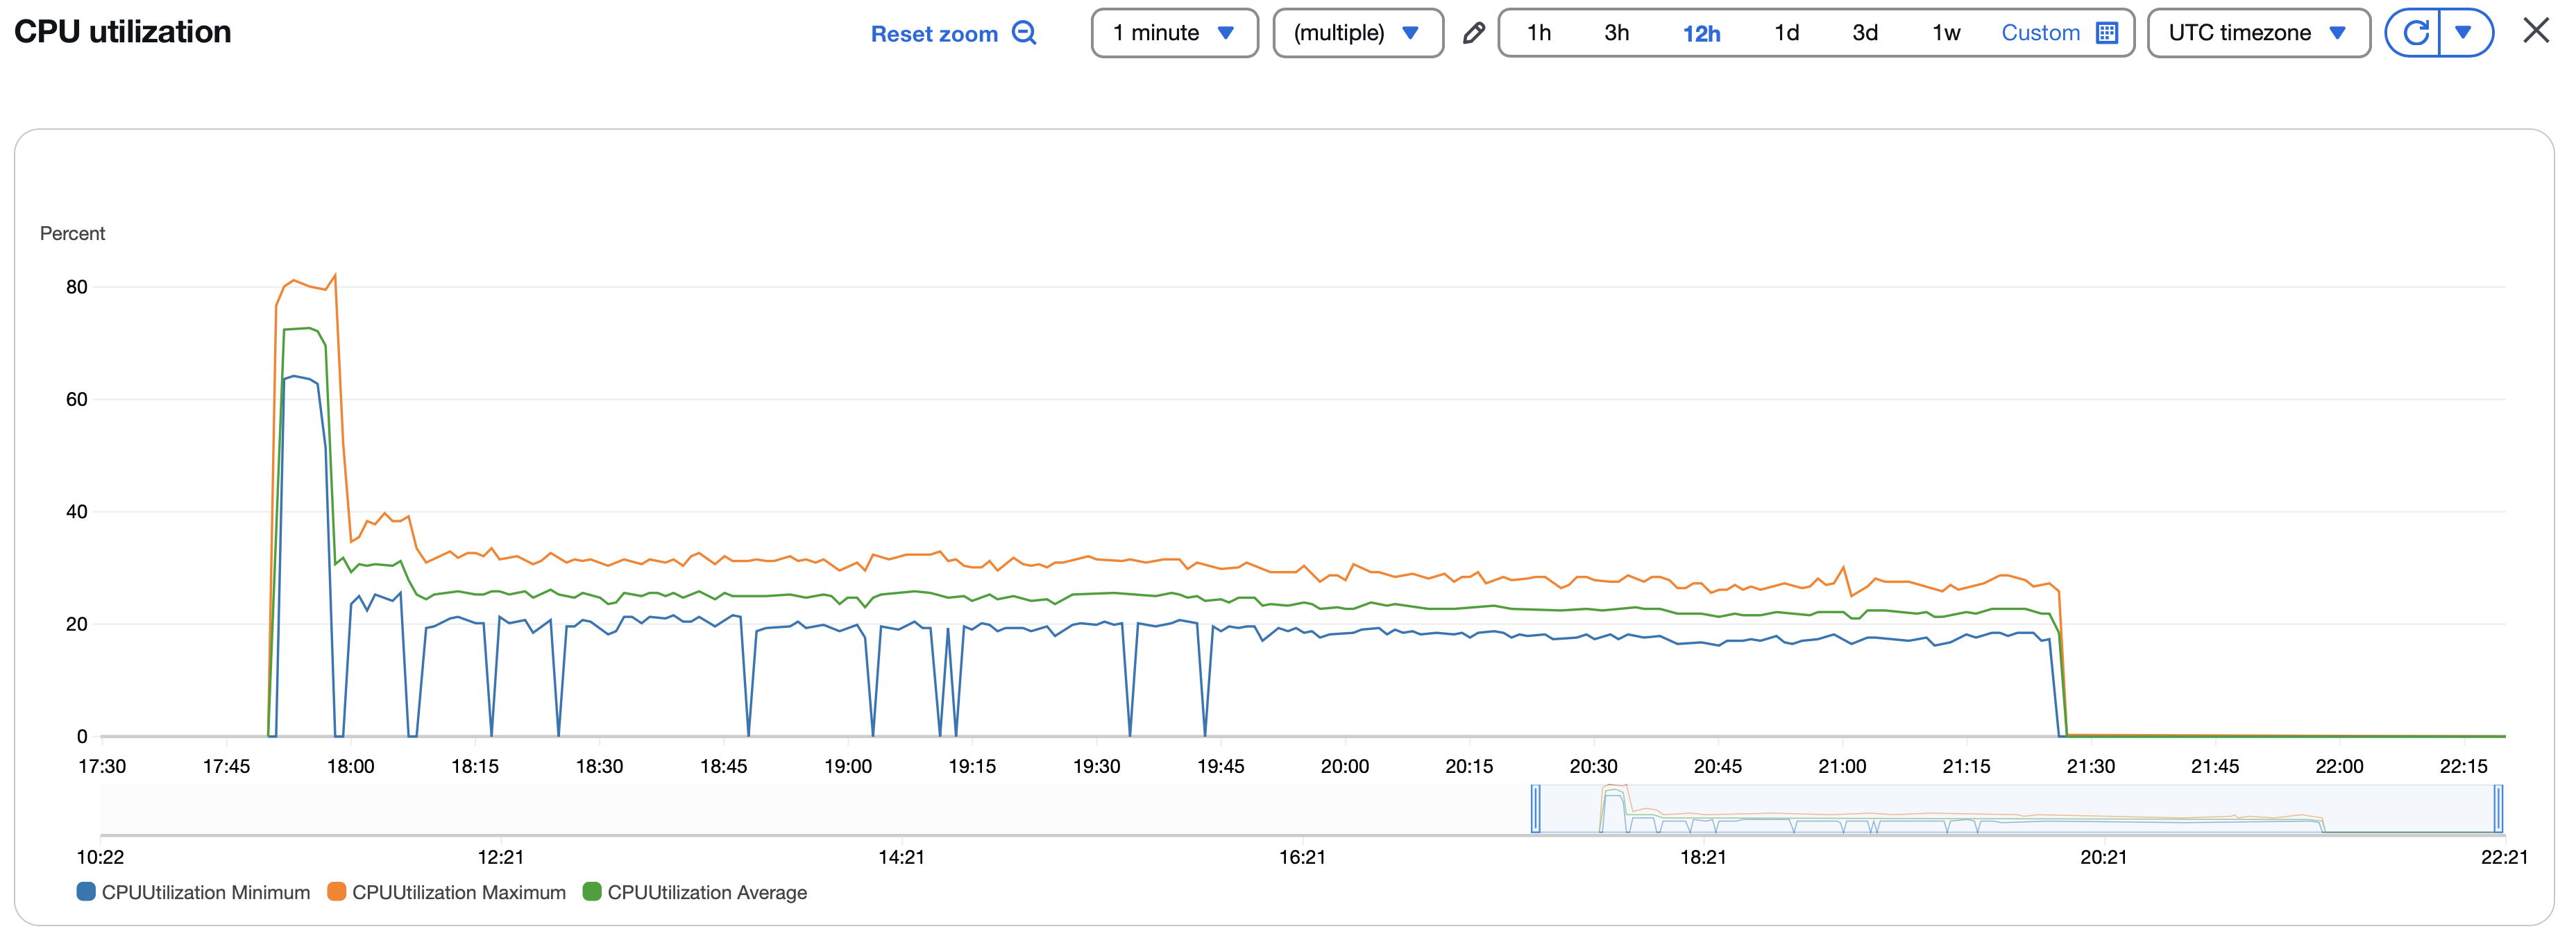 CPU utilization
Reset zoom
1 minute
(multiple)
1h 3h 12h 1d 3d 1w Custom
UTC timezone
Percent
80
60
40
20
0
17:30 17:45 18:00 18:15 18:30 18:45 19:00 19:15 19:30 19:45 20:00 20:15 20:30 20:45 21:00 21:15 21:30 21:45 22:00 22:15
10:22 12:21 14:21 16:21 18:21 20:21 22:21
CPUUtilization Minimum CPUUtilization Maximum CPUUtilization Average